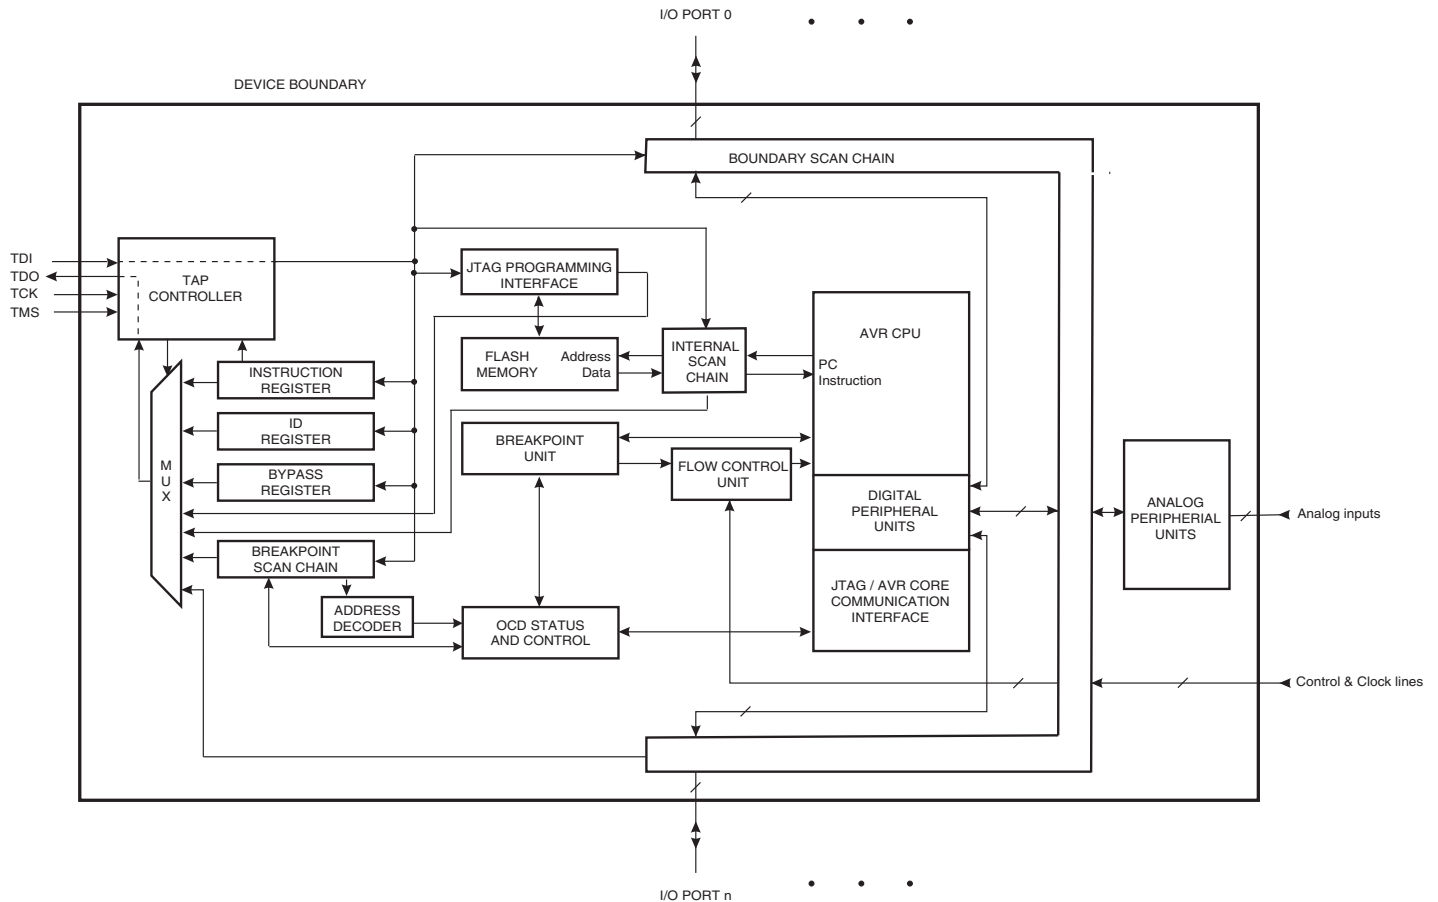 I/O PORT 0
DEVICE BOUNDARY
BOUNDARY SCAN CHAIN
TDI
TDO
TCK
TMS
TAP
CONTROLLER
JTAG PROGRAMMING
INTERFACE
FLASH
MEMORY
Address
Data
INTERNAL
SCAN
CHAIN
AVR CPU
PC
Instruction
INSTRUCTION
REGISTER
ID
REGISTER
BYPASS
REGISTER
M
U
X
BREAKPOINT
SCAN CHAIN
ADDRESS
DECODER
BREAKPOINT
UNIT
FLOW CONTROL
UNIT
DIGITAL
PERIPHERAL
UNITS
OCD STATUS
AND CONTROL
JTAG / AVR CORE
COMMUNICATION
INTERFACE
ANALOG
PERIPHERIAL
UNITS
Analog inputs
Control & Clock lines
I/O PORT n